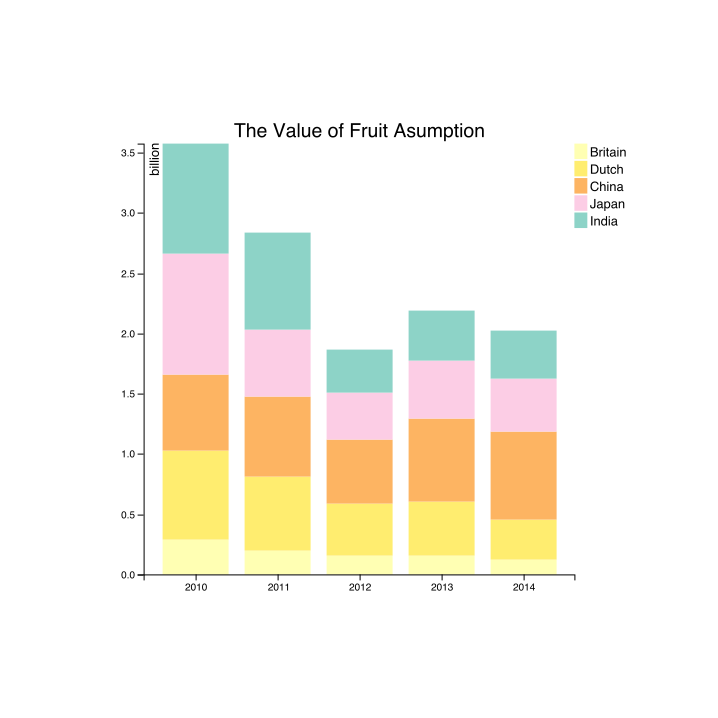 The Value of Fruit Asumption
billion
3.5
3.0
2.5
2.0
1.5
1.0
0.5
0.0
2010
2011
2012
2013
2014
Britain
Dutch
China
Japan
India